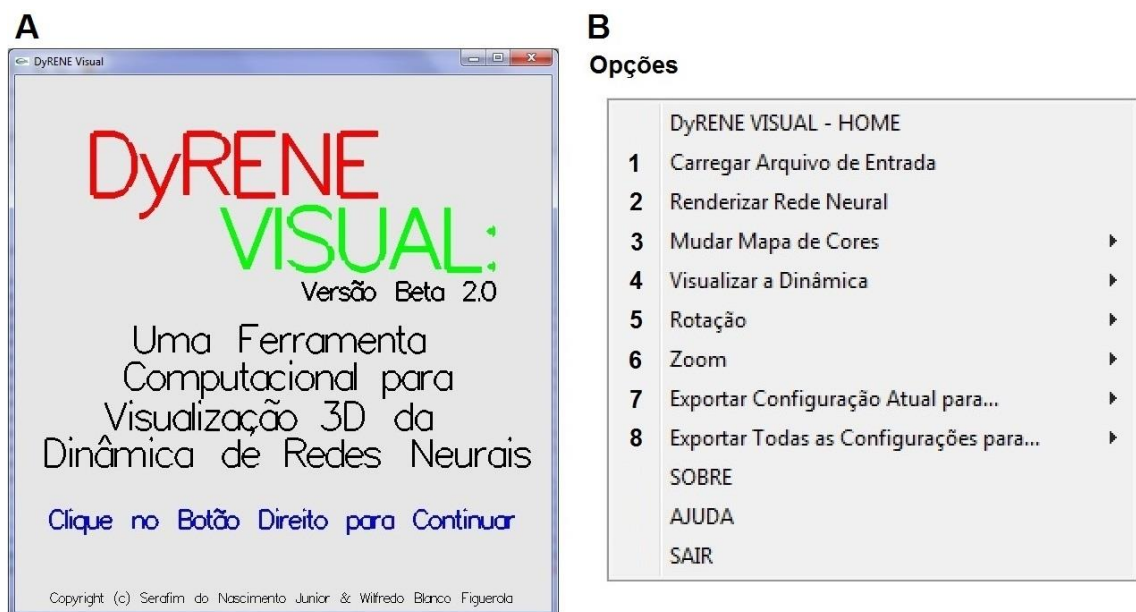 A
DyRENE Visual
DyRENE
VISUAL:
Versão Beta 2.0
Uma Ferramenta
Computacional para
Visualização 3D da
Dinâmica de Redes Neurais
Clique no Botão Direito para Continuar
Copyright (c) Serafim do Nascimento Junior & Wilfredo Blanco Figuerola
B
Opções
DyRENE VISUAL - HOME
1 Carregar Arquivo de Entrada
2 Renderizar Rede Neural
3 Mudar Mapa de Cores
4 Visualizar a Dinâmica
5 Rotação
6 Zoom
7 Exportar Configuração Atual para...
8 Exportar Todas as Configurações para...
SOBRE
AJUDA
SAIR